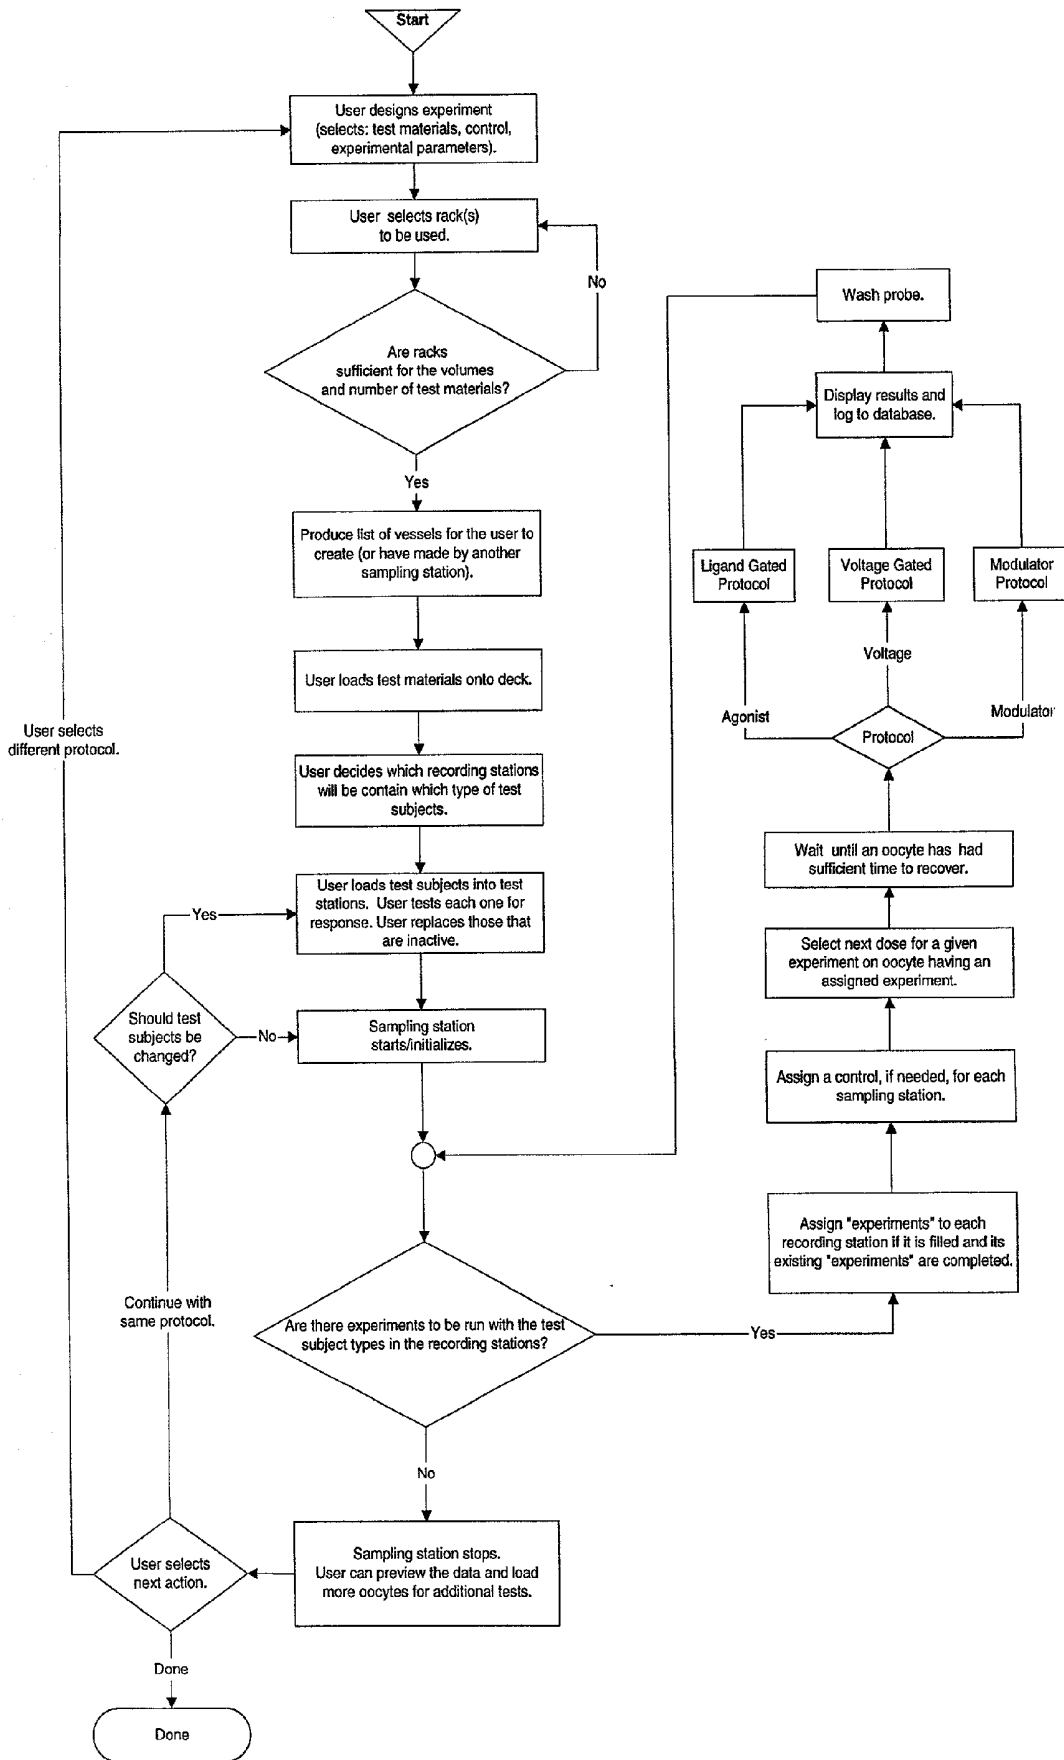 Start
User designs experiment
(selects: test materials, control,
experimental parameters).
User selects rack(s)
to be used.
No
Are racks
sufficient for the volumes
and number of test materials?
Yes
Produce list of vessels for the user to
create (or have made by another
sampling station).
User loads test materials onto deck.
User decides which recording stations
will be contain which type of test
subjects.
User loads test subjects into test
stations. User tests each one for
response. User replaces those that
are inactive.
Yes
Should test
subjects be
changed?
No
Sampling station
starts/initializes.
Are there experiments to be run with the test
subject types in the recording stations?
Yes
No
Sampling station stops.
User can preview the data and load
more oocytes for additional tests.
User selects
next action.
Continue with
same protocol.
User selects
different protocol.
Done
Done
Assign "experiments" to each
recording station if it is filled and its
existing "experiments" are completed.
Assign a control, if needed, for each
sampling station.
Select next dose for a given
experiment on oocyte having an
assigned experiment.
Wait until an oocyte has had
sufficient time to recover.
Protocol
Agonist
Voltage
Modulator
Ligand Gated
Protocol
Voltage Gated
Protocol
Modulator
Protocol
Display results and
log to database.
Wash probe.